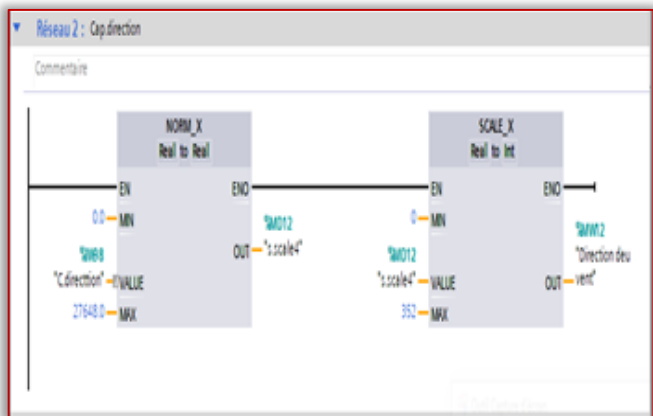 Réseau 2 : Cap.direction
Commentaire
NORM_X
Real to Real
EN
ENO
0.0
MIN
%MD12
"s.scale4"
OUT
"C.direction"
VALUE
27648.0
MAX
SCALE_X
Real to Int
EN
ENO
0
MIN
%MW12
"Direction deu
vent"
OUT
%MD12
"s.scale4"
VALUE
352
MAX